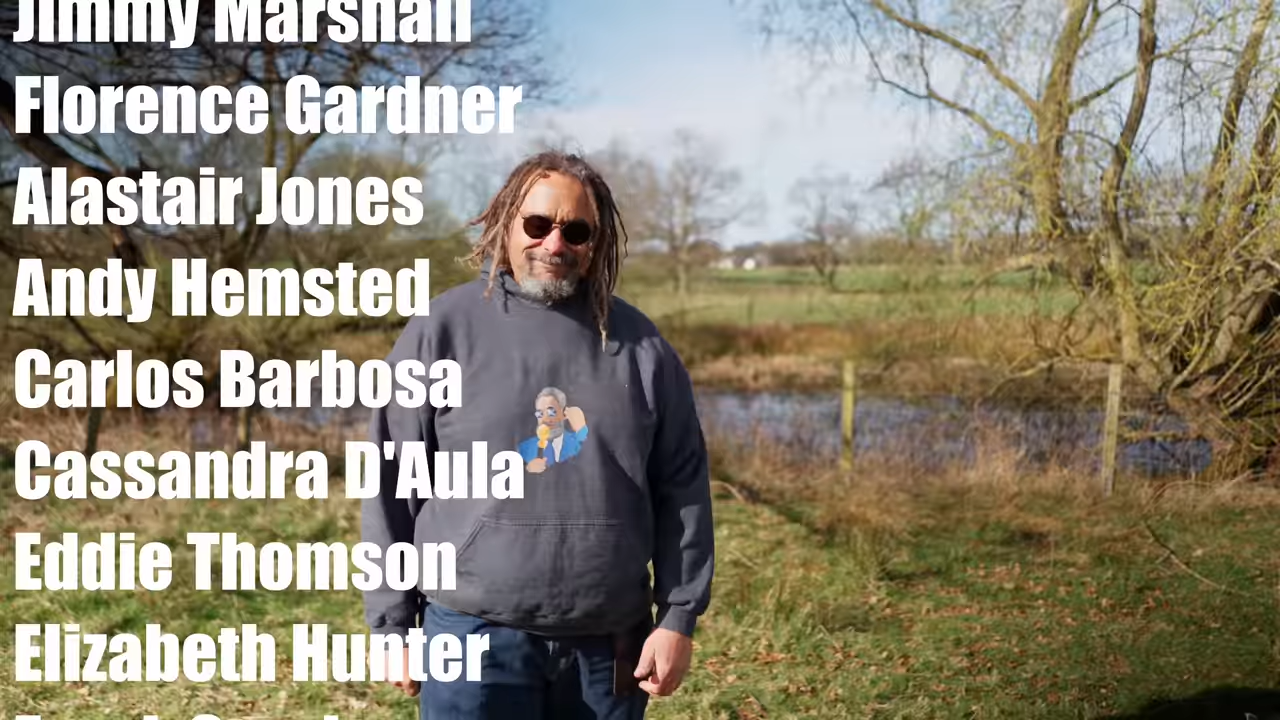 Jimmy Marshall
Florence Gardner
Alastair Jones
Andy Hemsted
Carlos Barbosa
Cassandra D'Aula
Eddie Thomson
Elizabeth Hunter